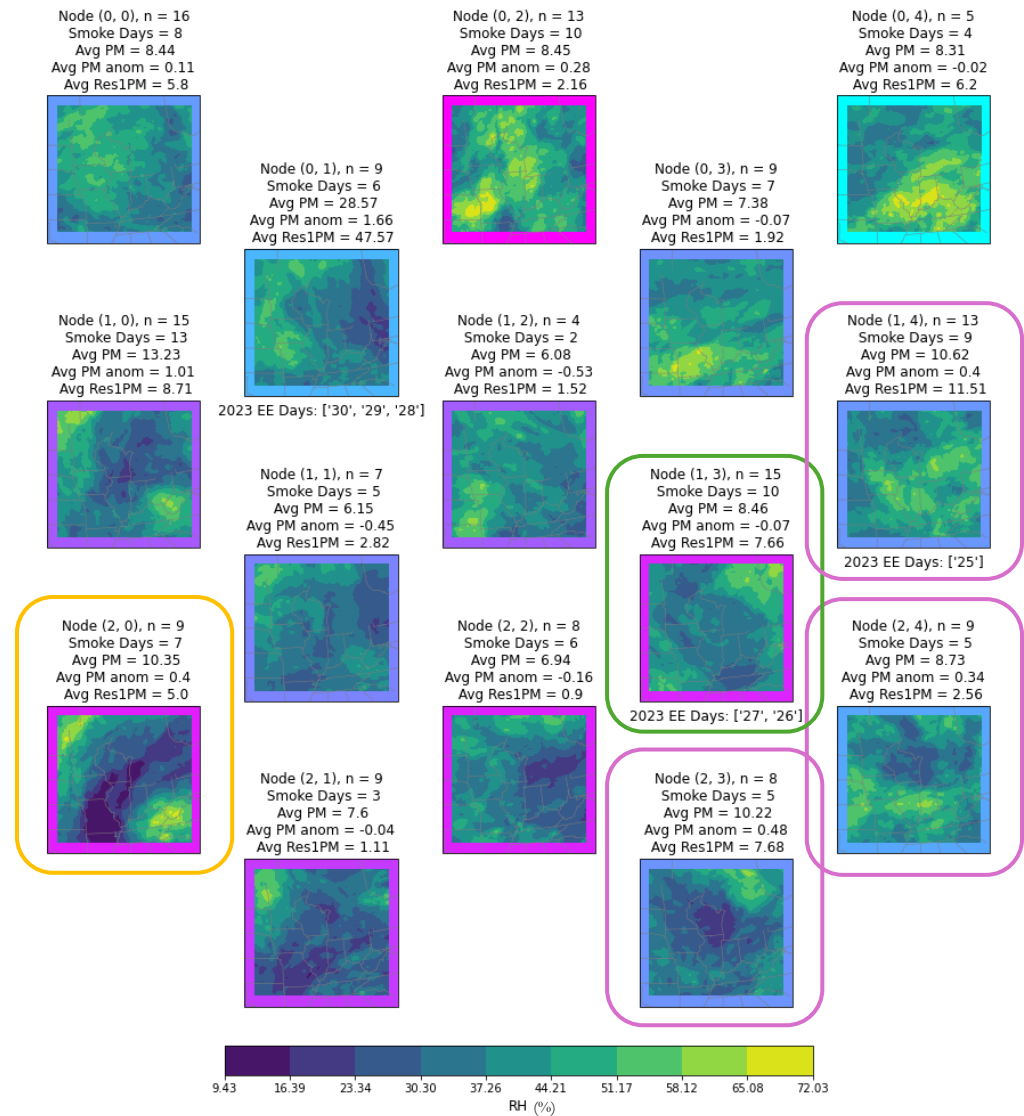 Node (0, 0), n = 16
Smoke Days = 8
Avg PM = 8.44
Avg PM anom = 0.11
Avg Res1PM = 5.8
Node (0, 2), n = 13
Smoke Days = 10
Avg PM = 8.45
Avg PM anom = 0.28
Avg Res1PM = 2.16
Node (0, 4), n = 5
Smoke Days = 4
Avg PM = 8.31
Avg PM anom = -0.02
Avg Res1PM = 6.2
Node (0, 1), n = 9
Smoke Days = 6
Avg PM = 28.57
Avg PM anom = 1.66
Avg Res1PM = 47.57
2023 EE Days: ['30', '29', '28']
Node (0, 3), n = 9
Smoke Days = 7
Avg PM = 7.38
Avg PM anom = -0.07
Avg Res1PM = 1.92
Node (1, 0), n = 15
Smoke Days = 13
Avg PM = 13.23
Avg PM anom = 1.01
Avg Res1PM = 8.71
Node (1, 2), n = 4
Smoke Days = 2
Avg PM = 6.08
Avg PM anom = -0.53
Avg Res1PM = 1.52
Node (1, 4), n = 13
Smoke Days = 9
Avg PM = 10.62
Avg PM anom = 0.4
Avg Res1PM = 11.51
2023 EE Days: ['25']
Node (1, 1), n = 7
Smoke Days = 5
Avg PM = 6.15
Avg PM anom = -0.45
Avg Res1PM = 2.82
Node (1, 3), n = 15
Smoke Days = 10
Avg PM = 8.46
Avg PM anom = -0.07
Avg Res1PM = 7.66
2023 EE Days: ['27', '26']
Node (2, 0), n = 9
Smoke Days = 7
Avg PM = 10.35
Avg PM anom = 0.4
Avg Res1PM = 5.0
Node (2, 2), n = 8
Smoke Days = 6
Avg PM = 6.94
Avg PM anom = -0.16
Avg Res1PM = 0.9
Node (2, 4), n = 9
Smoke Days = 5
Avg PM = 8.73
Avg PM anom = 0.34
Avg Res1PM = 2.56
Node (2, 1), n = 9
Smoke Days = 3
Avg PM = 7.6
Avg PM anom = -0.04
Avg Res1PM = 1.11
Node (2, 3), n = 8
Smoke Days = 5
Avg PM = 10.22
Avg PM anom = 0.48
Avg Res1PM = 7.68
9.43 16.39 23.34 30.30 37.26 44.21 51.17 58.12 65.08 72.03
RH (%)